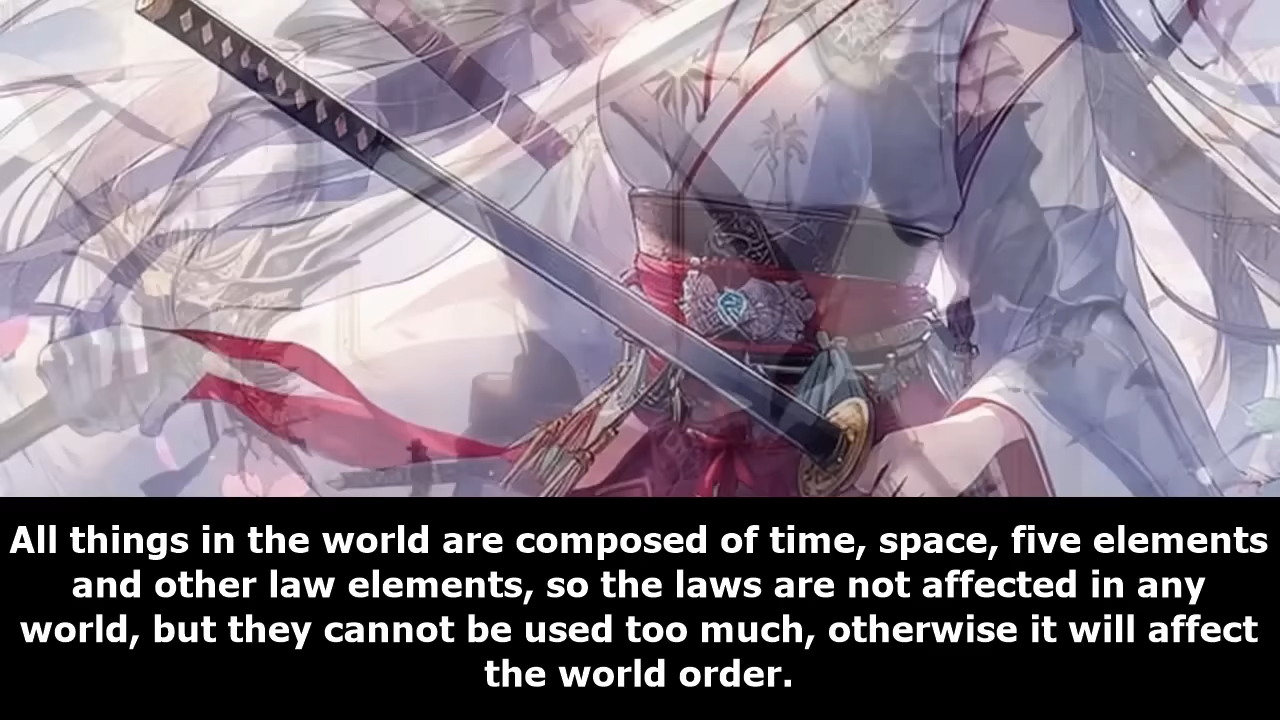 All things in the world are composed of time, space, five elements
and other law elements, so the laws are not affected in any
world, but they cannot be used too much, otherwise it will affect
the world order.